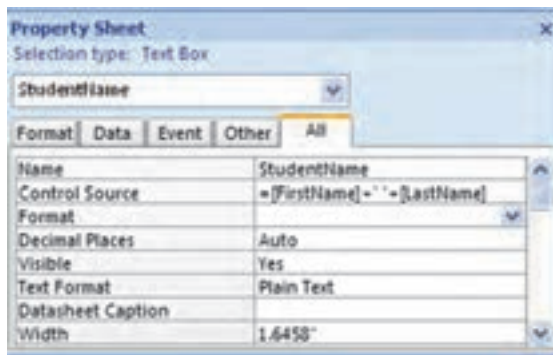 Property Sheet
Selection type: Text Box
StudentName
Format Data Event Other All
Name StudentName
Control Source =[FirstName]+' '+[LastName]
Format
Decimal Places Auto
Visible Yes
Text Format Plain Text
Datasheet Caption
Width 1.6458"